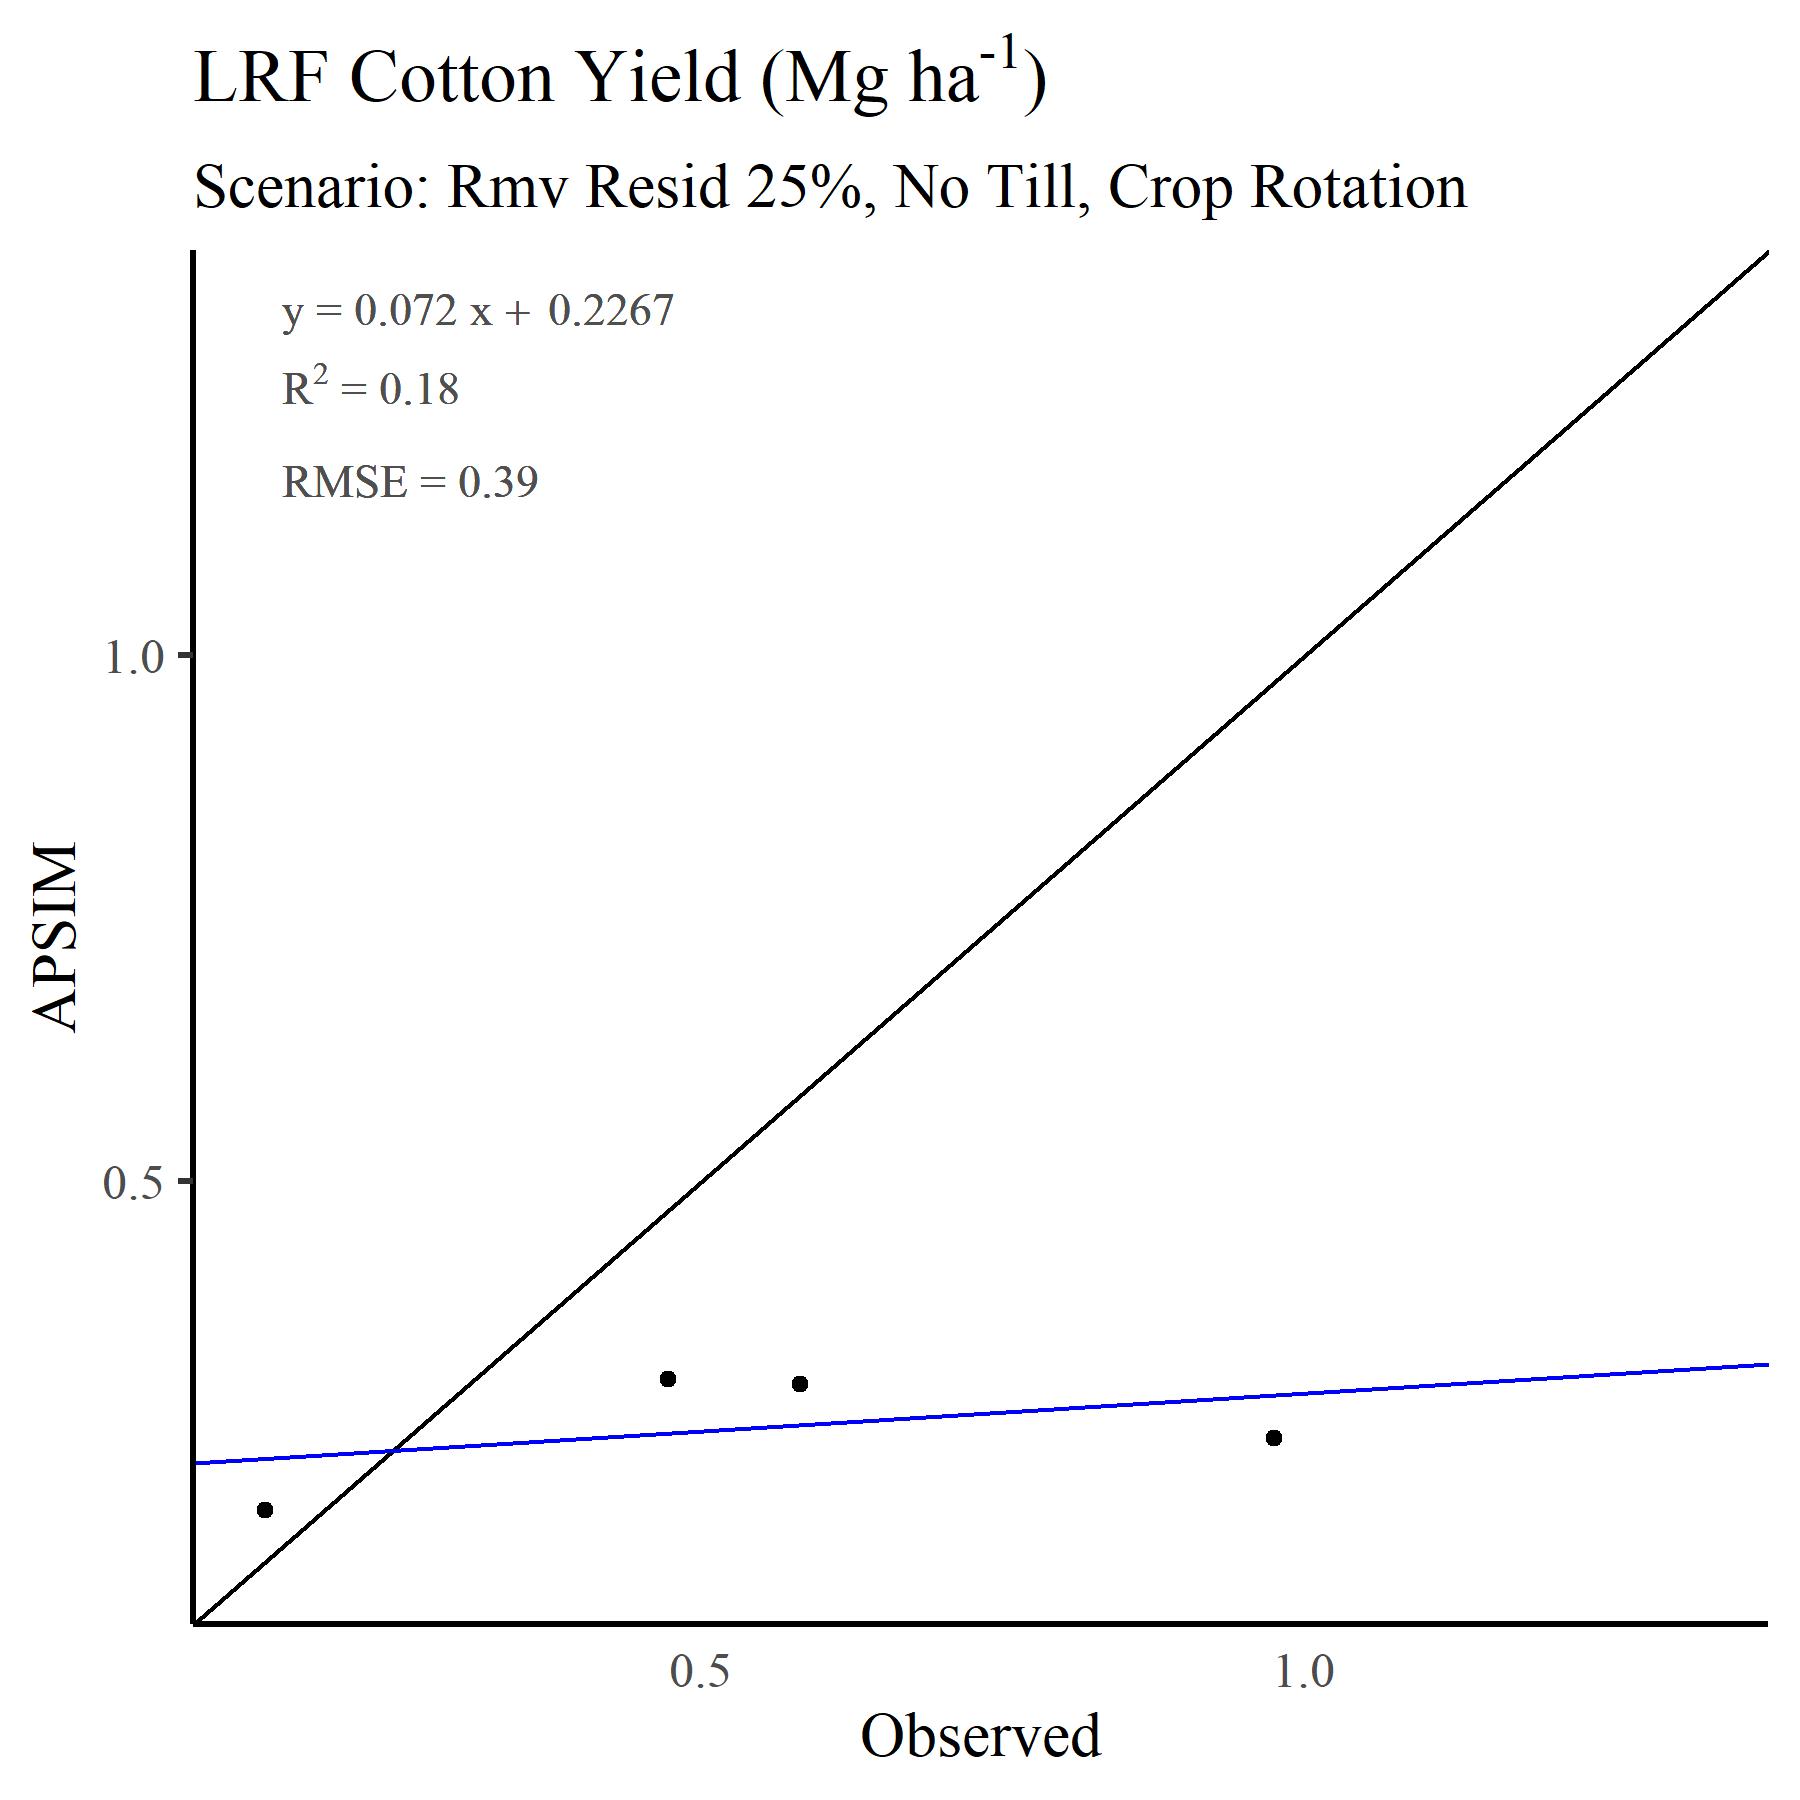 LRF Cotton Yield (Mg ha⁻¹)
Scenario: Rmv Resid 25%, No Till, Crop Rotation
y = 0.072 x + 0.2267
R² = 0.18
RMSE = 0.39
1.0
0.5
APSIM
0.5 1.0
Observed